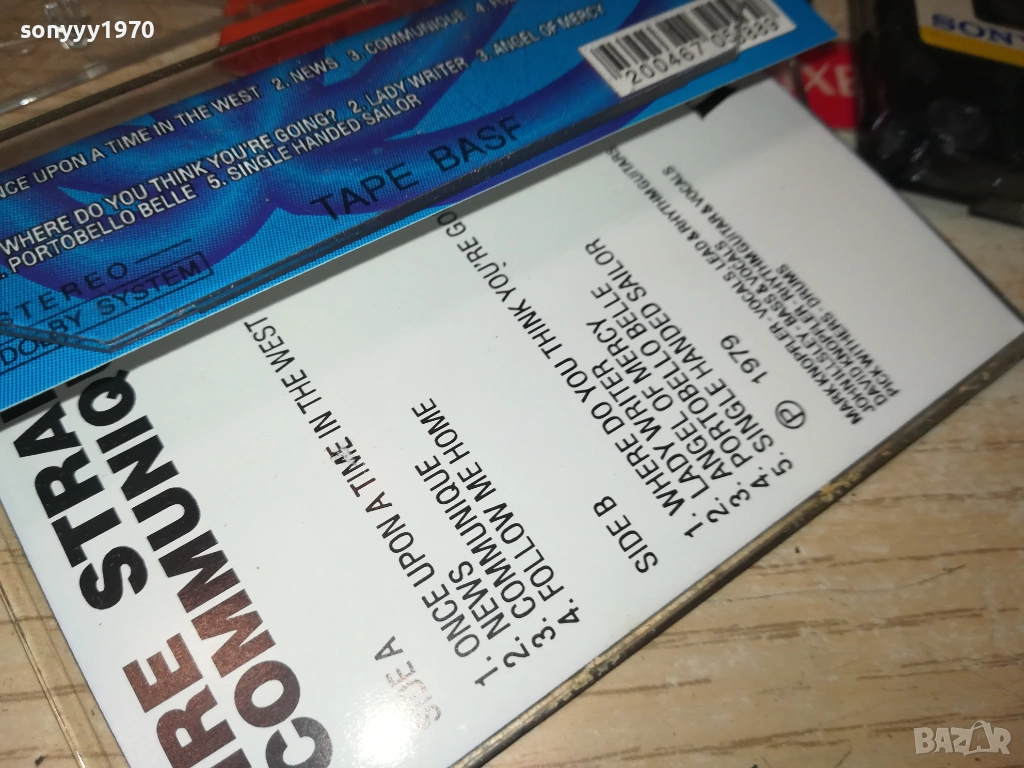 sonyyy1970
NCE UPON A TIME IN THE WEST 2. NEWS 3. COMMUNIQUE 4. FO
WHERE DO YOU THINK YOU'RE GOING? 2. LADY WRITER 3. ANGEL OF MERCY
PORTOBELLO BELLE 5. SINGLE HANDED SAILOR
TAPE BASF
STEREO
DOLBY SYSTEM
200467
SONY
XE
IRE STRA
COMMUNIQ
SIDE A
1. ONCE UPON A TIME IN THE WEST
2. NEWS
3. COMMUNIQUE
4. FOLLOW ME HOME
SIDE B
1. WHERE DO YOU THINK YOU'RE GO
2. LADY WRITER
3. ANGEL OF MERCY
4. PORTOBELLO BELLE
5. SINGLE HANDED SAILOR
℗ 1979
MARK KNOPFLER: VOCALS, LEAD & RHYTHM GUITARS
JOHN ILLSLEY: BASS & VOCALS
DAVID KNOPFLER: RHYTHM GUITAR & VOCALS
PICK WITHERS: DRUMS
BAZAR